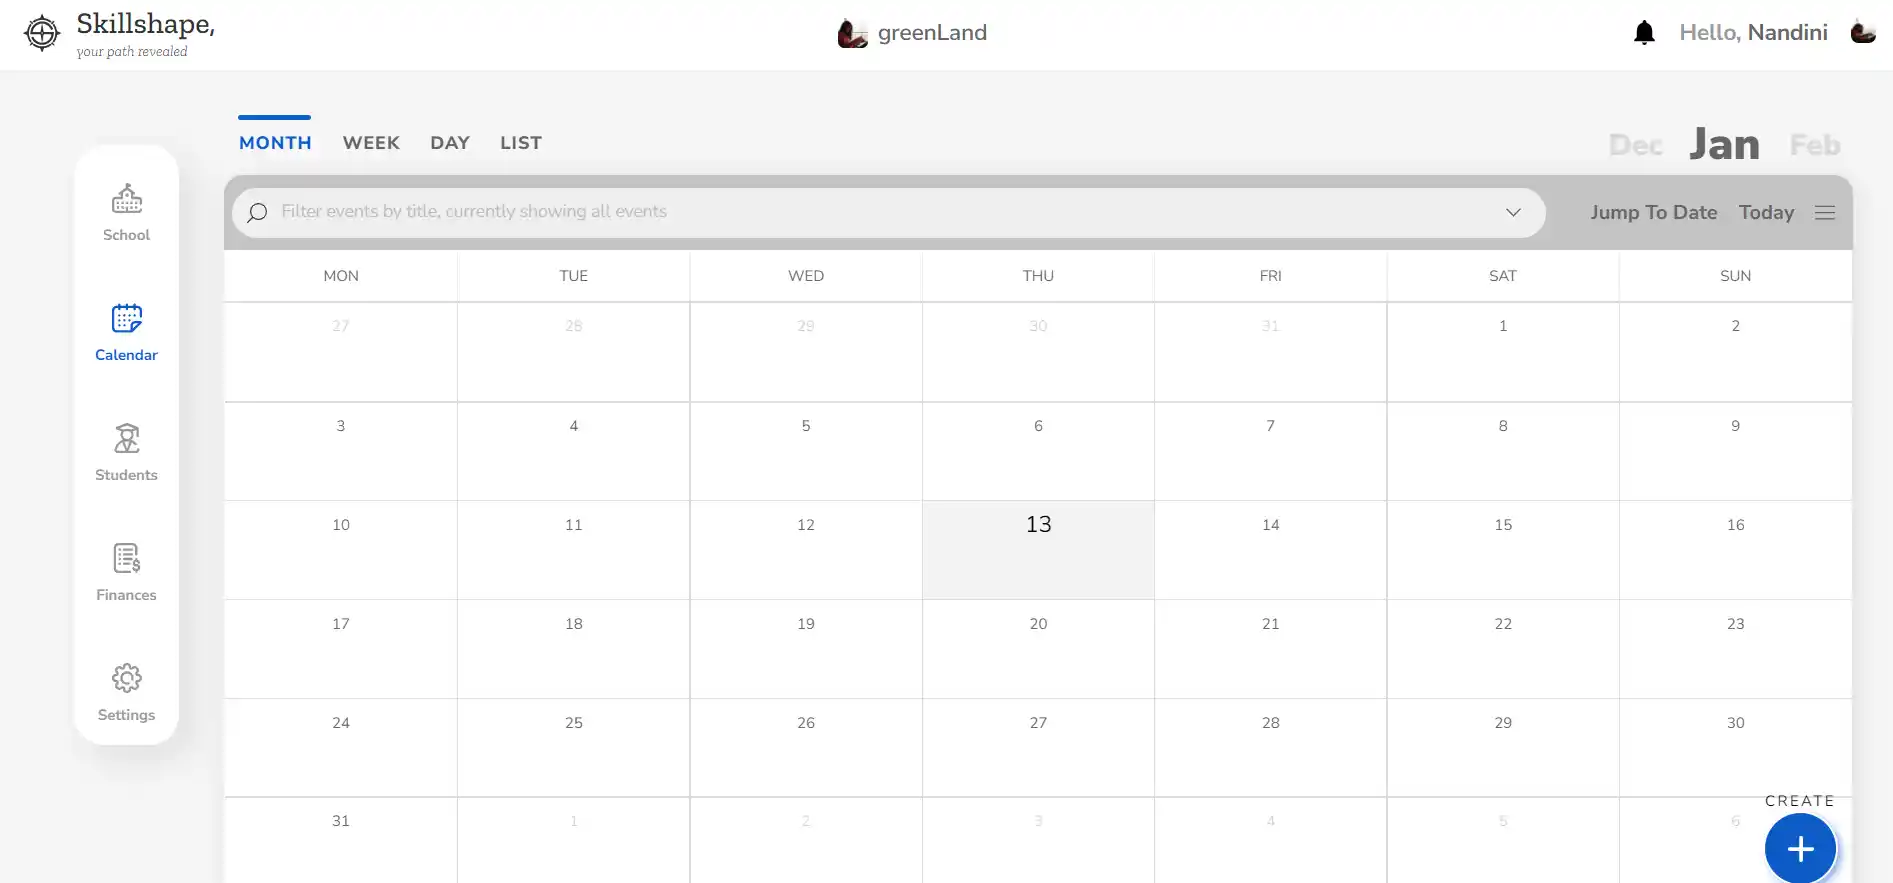 Skillshape,
your path revealed
greenLand
Hello, Nandini
MONTH WEEK DAY LIST
Dec Jan Feb
Filter events by title, currently showing all events
Jump To Date Today
School
Calendar
Students
Finances
Settings
MON TUE WED THU FRI SAT SUN
27 28 29 30 31 1 2
3 4 5 6 7 8 9
10 11 12 13 14 15 16
17 18 19 20 21 22 23
24 25 26 27 28 29 30
31 1 2 3 4 5 6
CREATE